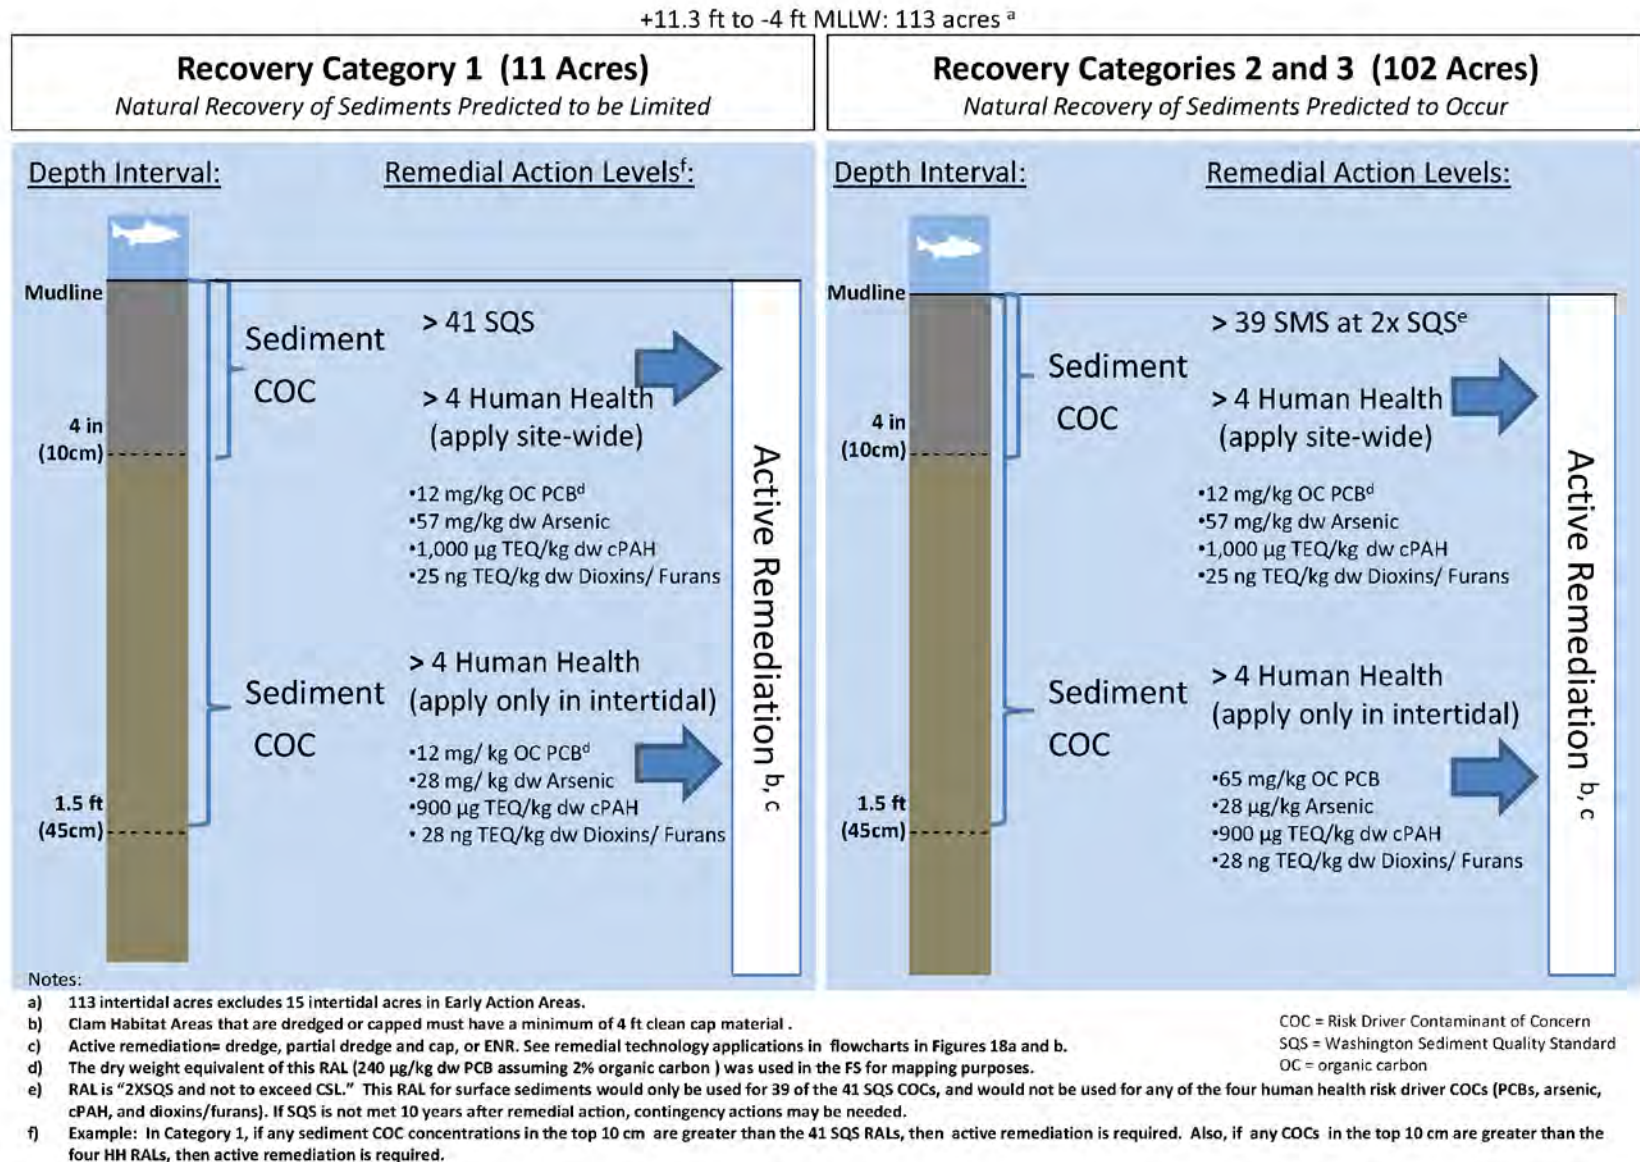 +11.3 ft to -4 ft MLLW: 113 acres a
Recovery Category 1 (11 Acres)
Natural Recovery of Sediments Predicted to be Limited
Depth Interval:
Remedial Action Levelsf:
Mudline
4 in
(10cm)
1.5 ft
(45cm)
Sediment
COC
> 41 SQS
> 4 Human Health
(apply site-wide)
•12 mg/kg OC PCBd
•57 mg/kg dw Arsenic
•1,000 µg TEQ/kg dw cPAH
•25 ng TEQ/kg dw Dioxins/ Furans
Sediment
COC
> 4 Human Health
(apply only in intertidal)
•12 mg/ kg OC PCBd
•28 mg/ kg dw Arsenic
•900 µg TEQ/kg dw cPAH
• 28 ng TEQ/kg dw Dioxins/ Furans
Active Remediation b, c
Recovery Categories 2 and 3 (102 Acres)
Natural Recovery of Sediments Predicted to Occur
Depth Interval:
Remedial Action Levels:
Mudline
4 in
(10cm)
1.5 ft
(45cm)
Sediment
COC
> 39 SMS at 2x SQSe
> 4 Human Health
(apply site-wide)
•12 mg/kg OC PCBd
•57 mg/kg dw Arsenic
•1,000 µg TEQ/kg dw cPAH
•25 ng TEQ/kg dw Dioxins/ Furans
Sediment
COC
> 4 Human Health
(apply only in intertidal)
•65 mg/kg OC PCB
•28 µg/kg Arsenic
•900 µg TEQ/kg dw cPAH
•28 ng TEQ/kg dw Dioxins/ Furans
Active Remediation b, c
Notes:
a) 113 intertidal acres excludes 15 intertidal acres in Early Action Areas.
b) Clam Habitat Areas that are dredged or capped must have a minimum of 4 ft clean cap material .
c) Active remediation= dredge, partial dredge and cap, or ENR. See remedial technology applications in flowcharts in Figures 18a and b.
d) The dry weight equivalent of this RAL (240 µg/kg dw PCB assuming 2% organic carbon ) was used in the FS for mapping purposes.
e) RAL is “2XSQS and not to exceed CSL.” This RAL for surface sediments would only be used for 39 of the 41 SQS COCs, and would not be used for any of the four human health risk driver COCs (PCBs, arsenic,
cPAH, and dioxins/furans). If SQS is not met 10 years after remedial action, contingency actions may be needed.
f) Example: In Category 1, if any sediment COC concentrations in the top 10 cm are greater than the 41 SQS RALs, then active remediation is required. Also, if any COCs in the top 10 cm are greater than the
four HH RALs, then active remediation is required.
COC = Risk Driver Contaminant of Concern
SQS = Washington Sediment Quality Standard
OC = organic carbon